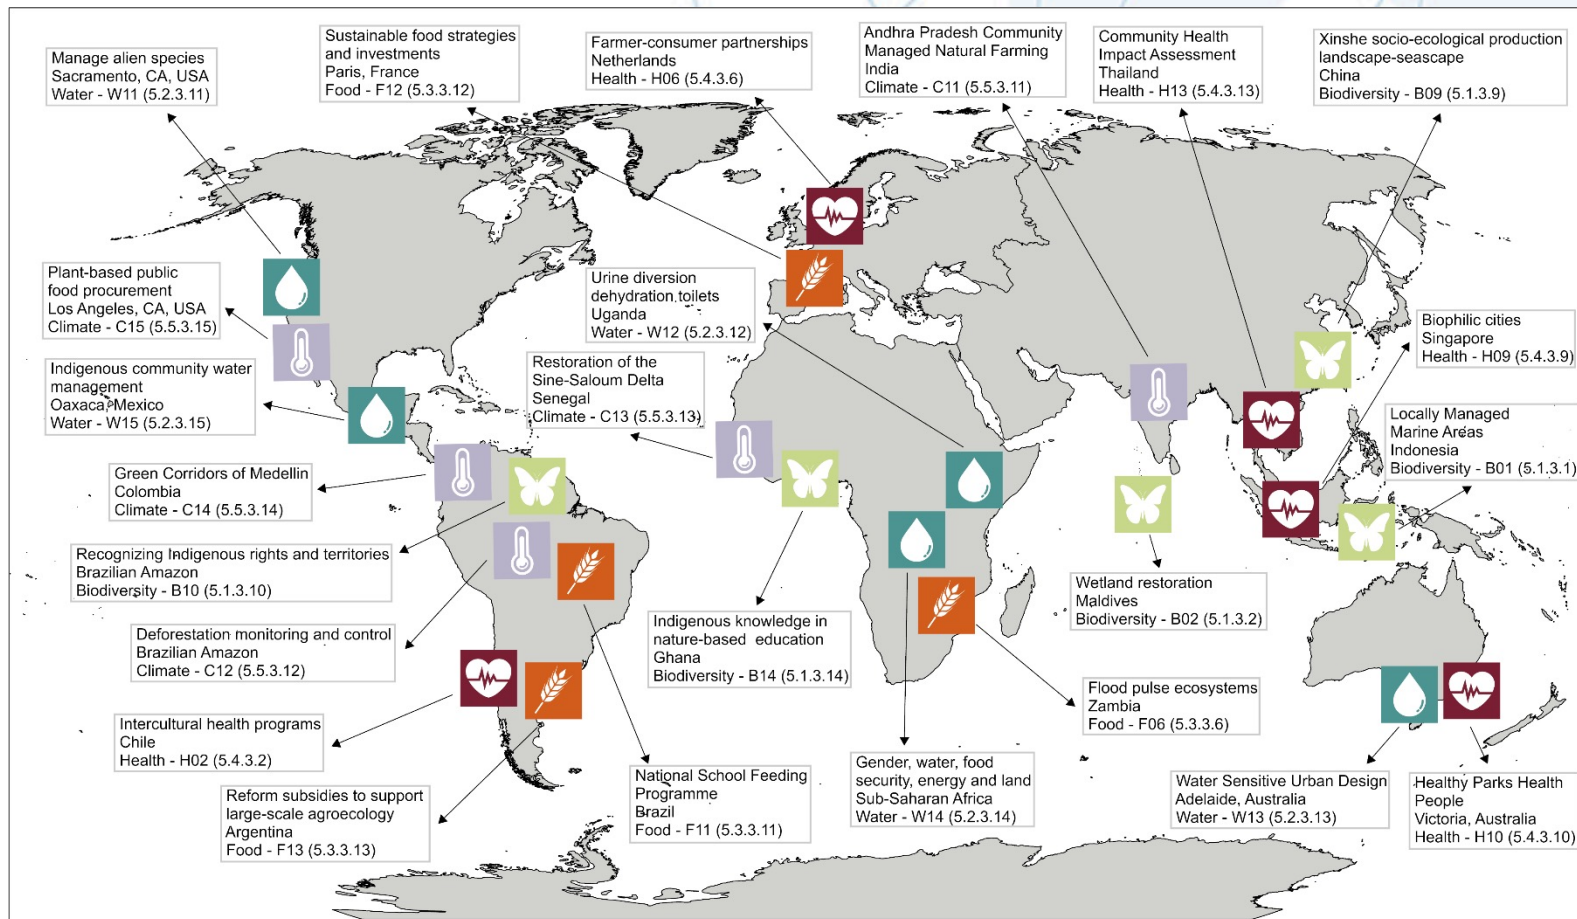 Manage alien species
Sacramento, CA, USA
Water - W11 (5.2.3.11)
Sustainable food strategies
and investments
Paris, France
Food - F12 (5.3.3.12)
Farmer-consumer partnerships
Netherlands
Health - H06 (5.4.3.6)
Andhra Pradesh Community
Managed Natural Farming
India
Climate - C11 (5.5.3.11)
Community Health
Impact Assessment
Thailand
Health - H13 (5.4.3.13)
Xinshe socio-ecological production
landscape-seascape
China
Biodiversity - B09 (5.1.3.9)
Plant-based public
food procurement
Los Angeles, CA, USA
Climate - C15 (5.5.3.15)
Urine diversion
dehydration toilets
Uganda
Water - W12 (5.2.3.12)
Biophilic cities
Singapore
Health - H09 (5.4.3.9)
Indigenous community water
management
Oaxaca, Mexico
Water - W15 (5.2.3.15)
Restoration of the
Sine-Saloum Delta
Senegal
Climate - C13 (5.5.3.13)
Locally Managed
Marine Areas
Indonesia
Biodiversity - B01 (5.1.3.1)
Green Corridors of Medellin
Colombia
Climate - C14 (5.5.3.14)
Recognizing Indigenous rights and territories
Brazilian Amazon
Biodiversity - B10 (5.1.3.10)
Wetland restoration
Maldives
Biodiversity - B02 (5.1.3.2)
Deforestation monitoring and control
Brazilian Amazon
Climate - C12 (5.5.3.12)
Indigenous knowledge in
nature-based education
Ghana
Biodiversity - B14 (5.1.3.14)
Flood pulse ecosystems
Zambia
Food - F06 (5.3.3.6)
Intercultural health programs
Chile
Health - H02 (5.4.3.2)
Reform subsidies to support
large-scale agroecology
Argentina
Food - F13 (5.3.3.13)
National School Feeding
Programme
Brazil
Food - F11 (5.3.3.11)
Gender, water, food
security, energy and land
Sub-Saharan Africa
Water - W14 (5.2.3.14)
Water Sensitive Urban Design
Adelaide, Australia
Water - W13 (5.2.3.13)
Healthy Parks Health
People
Victoria, Australia
Health - H10 (5.4.3.10)